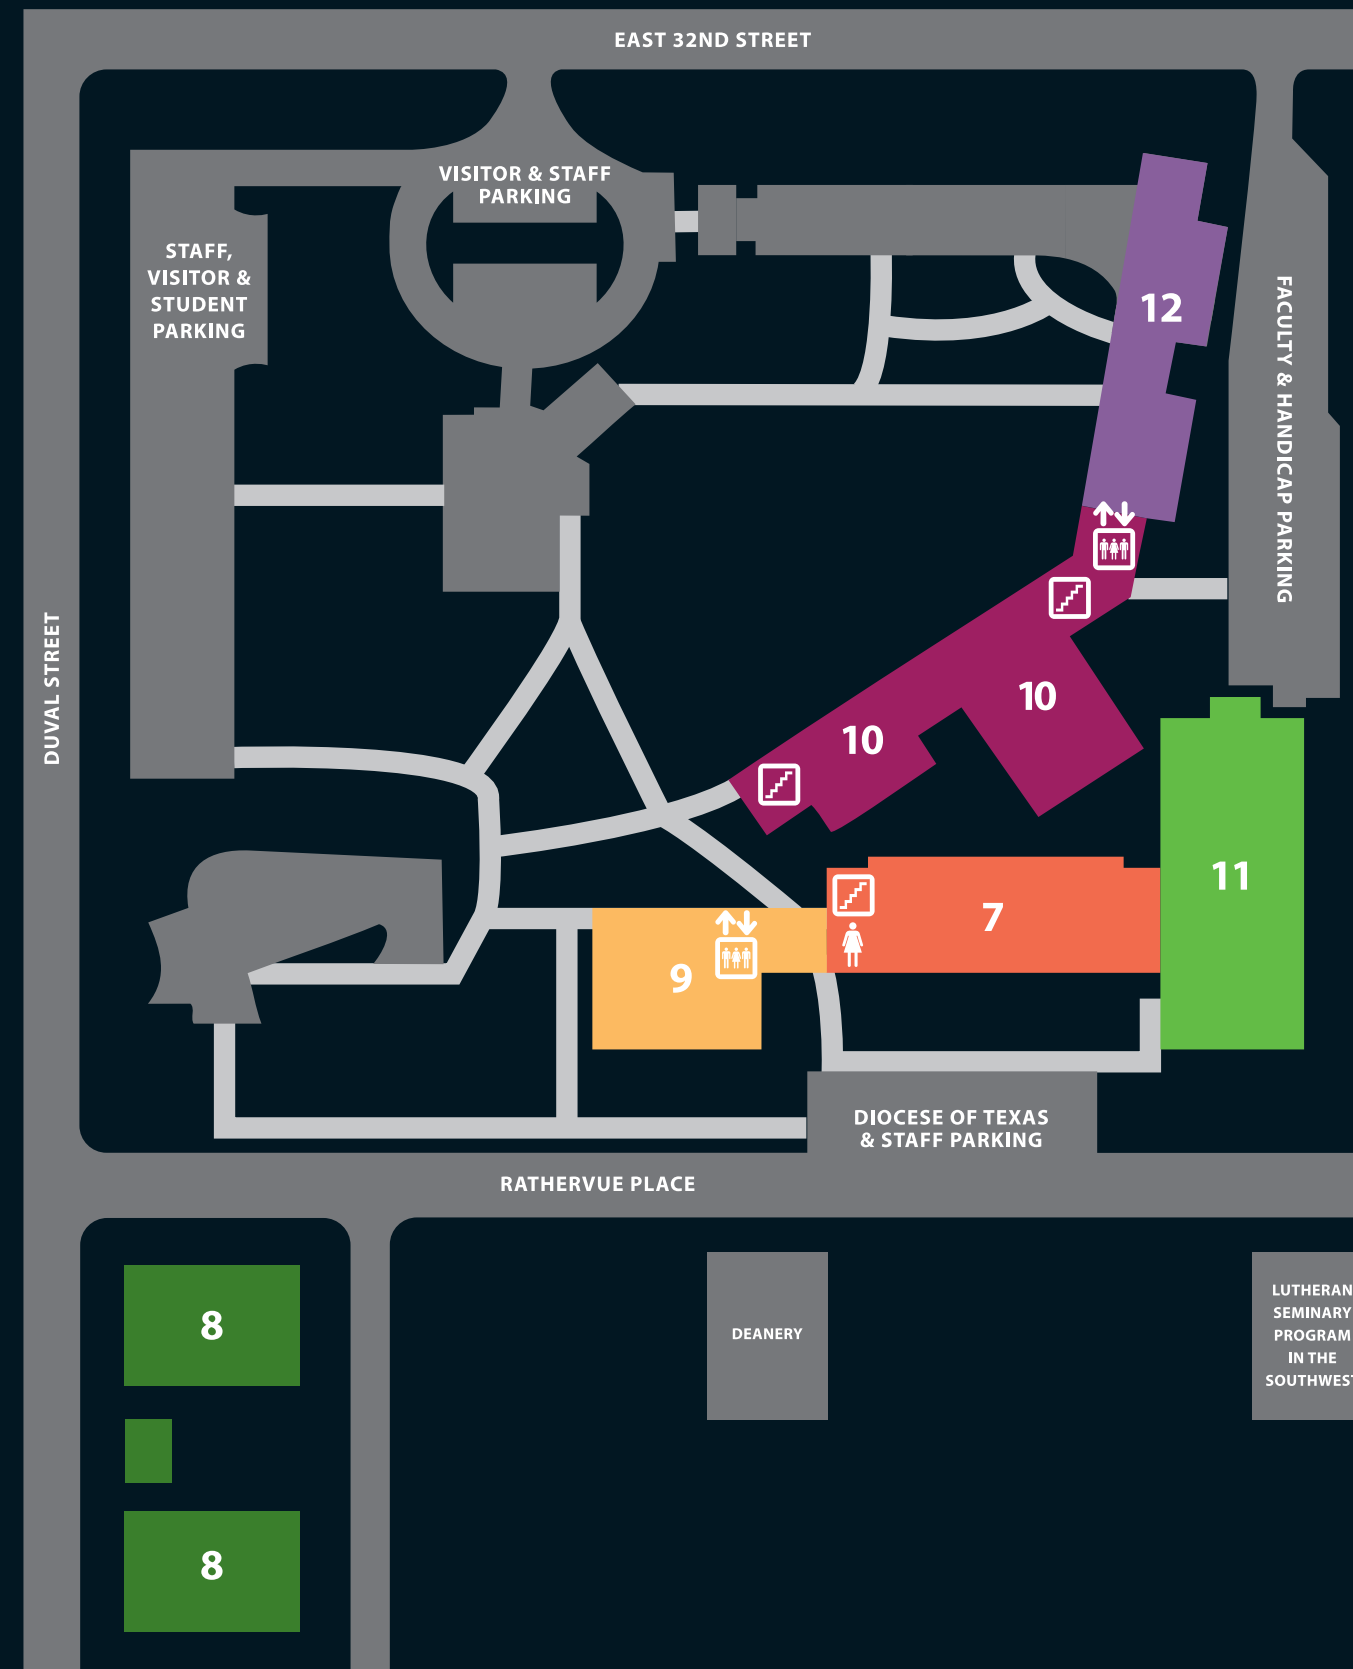 EAST 32ND STREET
VISITOR & STAFF
PARKING
STAFF,
VISITOR &
STUDENT
PARKING
12
FACULTY & HANDICAP PARKING
DUVAL STREET
10
10
11
7
9
DIOCESE OF TEXAS
& STAFF PARKING
RATHERVUE PLACE
8
DEANERY
LUTHERAN
SEMINARY
PROGRAM
IN THE
SOUTHWEST
8